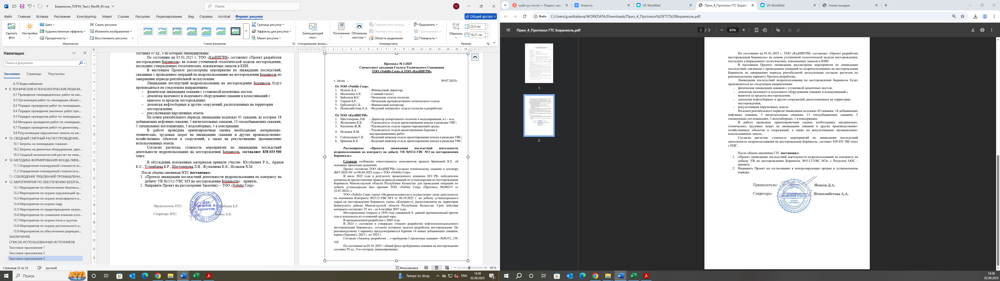 Боранколь_ПЛПН_Текст_Rev09_45 скв_
Поиск
ГС
Файл Главная Вставка Рисование Конструктор Макет Ссылки Рассылки Рецензирование Вид Справка Acrobat Формат рисунка
Общий доступ
Удалить фон
Настройки
Цвет
Художественные эффекты
Прозрачность
Сжать рисунки
Изменить изображение
Восстановить рисунок
Изменение
Стили рисунков
Граница рисунка
Эффекты для рисунка
Макет рисунка
Замещающий текст
Специальные возмо...
Положение
Обтекание текстом
Переместить вперед
Переместить назад
Область выделения
Выровнять
Группировать
Повернуть
Упорядочить
Обрезать
23,5 см
16,21 см
Размер
Навигация
Поиск в документе
Заголовки Страницы Результаты
8.10 Водоснабжение
9. ТЕХНИЧЕСКИЕ И ТЕХНОЛОГИЧЕСКИЕ РЕШЕНИ...
9.1 Проведение ликвидационных работ на наз...
9.2 Организация работ по ликвидации объект...
9.3 Порядок проведения работ по ликвидации...
9.4 Порядок проведения земляных работ при...
9.5 Порядок проведения работ по ликвидации...
9.6 Методика проведения работ по ликвидаци...
9.7 Порядок проведения работ по демонтажу...
9.8 Рекультивация нарушенных земель на ме...
10. СВОДНЫЙ СМЕТНЫЙ РАСЧЕТ ПРОВЕДЕНИЯ...
10.1 Затраты на ликвидацию скважин
10.2 Затраты на демонтаж оборудования, здан...
10.3 Сводный экономический расчет по ликв...
10. МЕТОДИКА ФОРМИРОВАНИЯ ФОНДА ЛИКВ...
11.1 Определение планируемой стоимости ос...
11.2 Определение планируемой стоимости в...
11. СОБЛЮДЕНИЕ ТРЕБОВАНИЙ ПРОМЫШЛЕНН...
12. МЕРОПРИЯТИЯ ПО ОБЕСПЕЧЕНИЮ БЕЗОПА...
13.1 Мероприятия по обеспечению безопасн...
13.2 Мероприятия по охране окружающей ср...
13.3 Мероприятия по охране атмосферного в...
13.4 Мероприятия по охране недр
13.5 Мероприятия по предотвращению загряз...
13.6 Мероприятия по снижению влияния отхо...
13.7 Мероприятия по охране почв и грунтов
13.8 Мероприятия по охране растительного и...
13.9 Мероприятия по обеспечению радиацио...
ЗАКЛЮЧЕНИЕ
СПИСОК ИСПОЛЬЗОВАННЫХ ИСТОЧНИКОВ
Текстовое приложение 1
Текстовое приложение 2
Текстовое приложение 3
составил 95 ед., 9 из которых ликвидированы.
По состоянию на 01.01.2025 г. ТОО «КазНИГРИ» составляет «Проект разработки
месторождения Боранколь» на основе уточненной геологической модели месторождения,
последних утвержденных геологических, извлекаемых запасов и КИН.
В настоящем Проекте рассмотрены мероприятия по ликвидации последствий,
связанные с проведением операций по недропользованию на месторождении Боранколь по
завершении периода рентабельной эксплуатации.
Ликвидации последствий недропользования на месторождении Боранколь будут
производиться по следующим направлениям:
– физическая ликвидация скважин с установкой цементных мостов;
– демонтаж наземного и подземного оборудования скважин и коммуникаций с
вывозом за пределы месторождения;
– демонтаж нефтесборных и других сооружений, расположенных на территории
месторождения;
– рекультивация нарушенных земель.
На конец рентабельного периода ликвидации подлежат 45 скважин, из которых 18
добывающих нефтяных скважин, 5 нагнетательных скважин, 13 газодобывающих скважин,
5 специальных поглощающих, 3 водозаборных, 1 в консервации.
В работе проведена ориентировочная оценка необходимых материально-
технических, трудовых затрат на ликвидацию скважин и других производственно-
хозяйственных объектов и сооружений, а также на рекультивацию промышленно
использованных земель.
Согласно расчетам, стоимость мероприятия по ликвидации последствий
деятельности недропользования на месторождении Боранколь, составляет 838 033 500
тенге.
В обсуждении изложенных материалов приняли участие: Юсубалиев Р.А., Арапов
К.С., Туленбаева Б.Р., Шестоперова Л.В., Жумалиева К.К., Исламов Х.М.
После обмена мнениями НТС постановил:
1. «Проекта ликвидации последствий деятельности недропользования по контракту на
добычу УВ №5112-УВС МЭ на месторождении Боранколь» - принять;
2. Направить Проект на рассмотрение Заказчику – ТОО «Nobilis Corp».
Председатель НТС: Туленбаева Б.Р.
Для отчетов и проектов
Секретарь НТС:
Протокол № 1/2025
Совместного заседания Геолого-Технического Совещания
ТОО «Nobilis Corp» и ТОО «КазНИГРИ»
г. Актау 09.07.2025г.
От ТОО «Nobilis Corp»
1. Исаков Д.А. - Финансовый директор;
2. Малютина А.Е. - Главный геолог;
3. Бейсенов Ы.С. - Начальник отдела геологии
4. Сарыев Б.Р. - Начальник производственно-технического отдела
5. Ерболатов С.Б. - Финансовый контролер
6. Исмагамбетова А.А. - Ведущий специалист отдела геологии и разработки;
От ТОО «КазНИГРИ»
1. Шестоперова Л.В. - Директор департамента геологии и моделирования, к.г.- м.н;
2. Жумалиева К.К. - Руководитель отдела проектирования поиска и разведки УВС;
3. Калемова Ж.Ж. - Руководитель отдела охраны окружающей среды;
4. Исламов Х.М. - Руководитель отдела проектирования бурения и
внутрискважинных работ
5. Сейткалиева Г.К. - Ведущий инженер отдела проектирования поиска и разведки УВС;
6. Бришева К.Е. - Ведущий инженер отдела проектирования поиска и разведки УВС.
Рассмотрение «Проекта ликвидации последствий деятельности
недропользования по контракту на добычу УВ №5112-УВС МЭ на месторождении
Боранколь».
Слушали сообщение ответственного исполнителя проекта Бришевой К.Е. об
основных проектных решениях.
Проект составлен ТОО «КазНИГРИ» согласно техническому заданию к договору
№67-2025-NC от 08.04.2025 года» с ТОО «Nobilis Corp».
В июле 2022 года в результате проведенного аукциона МЭ РК, победителем
аукциона на предоставление права недропользования по углеводородам по месторождению
Боранколь Мангистауской области Республики Казахстан для проведения операций по
добыче углеводородов был признан ТОО «Nobilis Corp» (Протокол №240315 от
22.07.2022г.).
ТОО «Nobilis Corp» (далее «Недропользователь») осуществляет свою деятельность
на основании Контракта №5112-УВС-МЭ от 06.10.2022 г. на добычу углеводородного
сырья на месторождении Боранколь (далее «Контракт»), расположенном на территории
Бейнеуского района Мангистауской области Республики Казахстан. Срок действия
контракта составляет 25 лет - до 6 октября 2047 года.
Месторождение открыто в 1959 году скважиной 9, давшей промышленный приток
газа и конденсата из отложений средней юры.
В промышленной разработки с 2003 года.
В 2023 г. составлен и утвержден «Анализ разработки нефтегазоконденсатного
месторождения Боранколь», согласно которому ведется разработка месторождения. По
рекомендуемому 1 варианту предусматривается бурение 14 новых добывающих скважин,
период бурения с 2023 г. по 2025 г.
Согласно «Анализу разработки …» пробурены 3 проектных скважин - №№151, 159,
162.
По состоянию на 01.01.2025 г общий фонд пробуренных скважин на месторождении
составил 95 ед., 9 из которых ликвидированны.
Страница 33 из 33 русский Фокусировка 90 %
Поиск
Temps to drop ENG 14:36 02.09.2025 4
майл ру почта — Яндекс: наш
Новость
VK WorkMail
Прил_4_Протокол ГТС Боранк
VK WorkMail
Новая вкладка
Файл C:/Users/g.seitkalieva/WORKDATA/Downloads/Прил_4_Протокол%20ГТС%20Боранколь.pdf
Прил_4_Протокол ГТС Боранколь.pdf 2 / 2 80%
1
2
По состоянию на 01.01.2025 г. ТОО «КазНИГРИ» составляет «Проект разработки
месторождения Боранколь» на основе уточненной геологической модели месторождения,
последних утвержденных геологических, извлекаемых запасов и КИН.
В настоящем Проекте ликвидации рассмотрены мероприятия по ликвидации
последствий, связанные с проведением операций по недропользованию на месторождении
Боранколь по завершению периода рентабельной эксплуатации согласно расчетам по
рекомендуемому варианту Проекта разработки.
Ликвидация последствий недропользования на месторождении Боранколь будет
производиться по следующим направлениям:
– физическая ликвидация скважин с установкой цементных мостов;
– демонтаж наземного и подземного оборудования скважин и коммуникаций с
вывозом за пределы месторождения;
– демонтаж нефтесборных и других сооружений, расположенных на территории
месторождения;
– рекультивация нарушенных земель.
На конец рентабельного периода ликвидации подлежат 45 скважин, 18 добывающих
нефтяных скважин, 5 нагнетательных скважин, 13 газодобывающих скважин, 5
специальных поглощающих, 3 водозаборных, 1 в консервации.
В работе проведена ориентировочная оценка необходимых материально-
технических, трудовых затрат на ликвидацию скважин и других производственно-
хозяйственных объектов и сооружений, а также на рекультивацию промышленно-
использованных земель.
Согласно расчетам, стоимость мероприятий по ликвидации последствий
деятельности недропользования на месторождении Боранколь, составит 838 033 500 тенге
с НДС.
После обмена мнениями ГТС постановил:
1. «Проект ликвидации последствий деятельности недропользования по контракту на
добычу УВ на месторождении Боранколь №5112-УВС МЭ» с Разделом ООС -
принять;
2. Направить Проект на согласование в контролирующие органы в установленном
порядке.
Председатель: Исаков Д.А.
Секретарь: Исмагамбетова А.А.
Nobilis Corp
14:36
02.09.2025